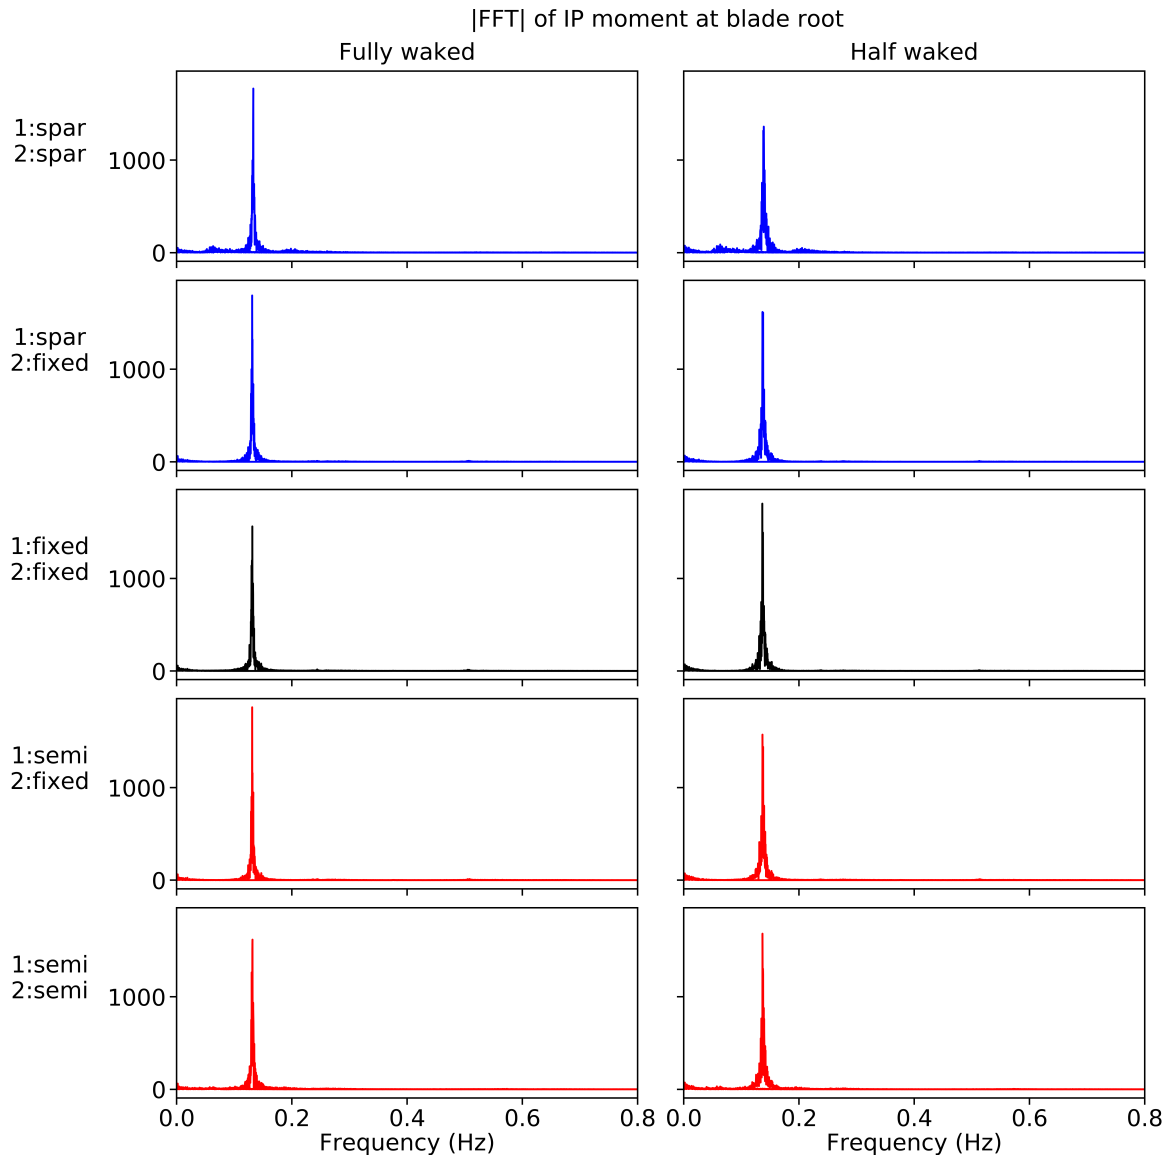 |FFT| of IP moment at blade root
Fully waked
Half waked
1:spar
2:spar
1000
0
1:spar
2:fixed
1000
0
1:fixed
2:fixed
1000
0
1:semi
2:fixed
1000
0
1:semi
2:semi
1000
0
0.0 0.2 0.4 0.6 0.8
0.0 0.2 0.4 0.6 0.8
Frequency (Hz)
Frequency (Hz)